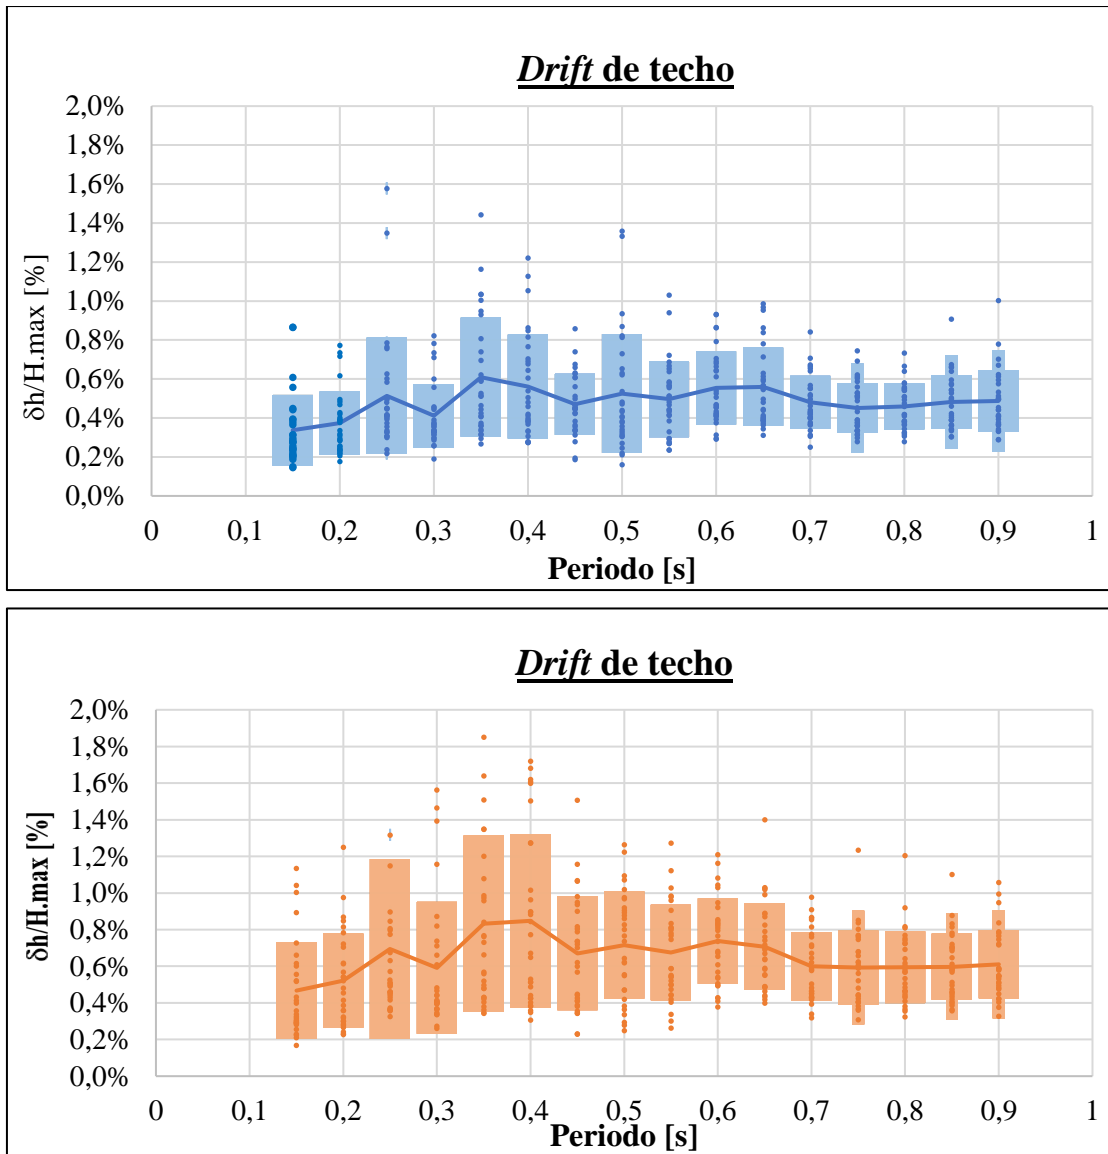 Drift de techo
2,0%
1,8%
1,6%
1,4%
1,2%
1,0%
0,8%
0,6%
0,4%
0,2%
0,0%
δh/H.max [%]
0 0,1 0,2 0,3 0,4 0,5 0,6 0,7 0,8 0,9 1
Periodo [s]
Drift de techo
2,0%
1,8%
1,6%
1,4%
1,2%
1,0%
0,8%
0,6%
0,4%
0,2%
0,0%
δh/H.max [%]
0 0,1 0,2 0,3 0,4 0,5 0,6 0,7 0,8 0,9 1
Periodo [s]